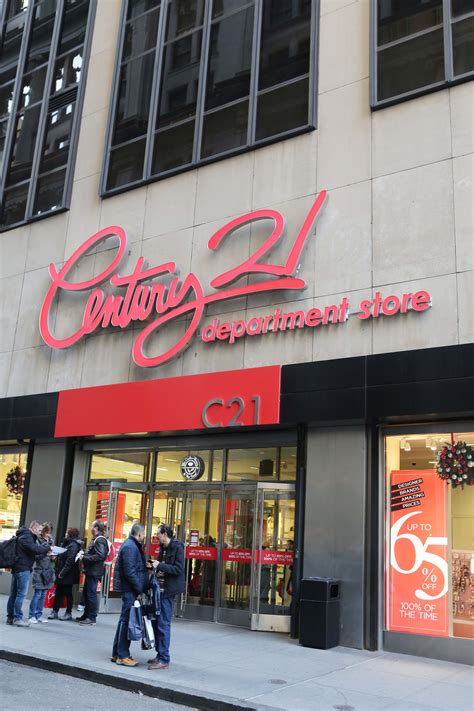 Century 21
department store
C21
DESIGNER
BRANDS
AMAZING
PRICES
UP TO
65%
OFF
100% OF
THE TIME